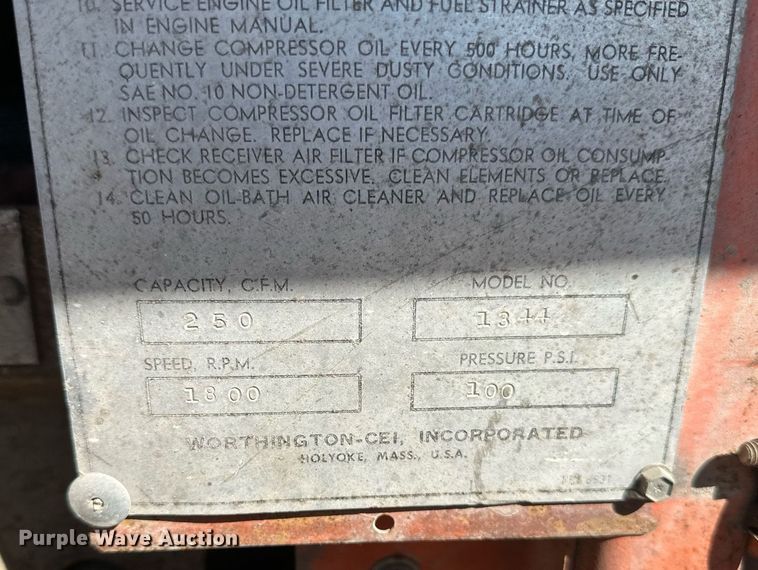 10. SERVICE ENGINE OIL FILTER AND FUEL STRAINER AS SPECIFIED
IN ENGINE MANUAL.
11. CHANGE COMPRESSOR OIL EVERY 500 HOURS, MORE FRE-
QUENTLY UNDER SEVERE DUSTY CONDITIONS. USE ONLY
SAE NO. 10 NON-DETERGENT OIL.
12. INSPECT COMPRESSOR OIL FILTER CARTRIDGE AT TIME OF
OIL CHANGE. REPLACE IF NECESSARY.
13. CHECK RECEIVER AIR FILTER IF COMPRESSOR OIL CONSUMP-
TION BECOMES EXCESSIVE, CLEAN ELEMENTS OR REPLACE.
14. CLEAN OIL-BATH AIR CLEANER AND REPLACE OIL EVERY
50 HOURS.
CAPACITY, C.F.M. MODEL NO.
250 1344
SPEED, R.P.M. PRESSURE P.S.I.
1800 100
WORTHINGTON-CEI, INCORPORATED
HOLYOKE, MASS., U.S.A.
Purple Wave Auction